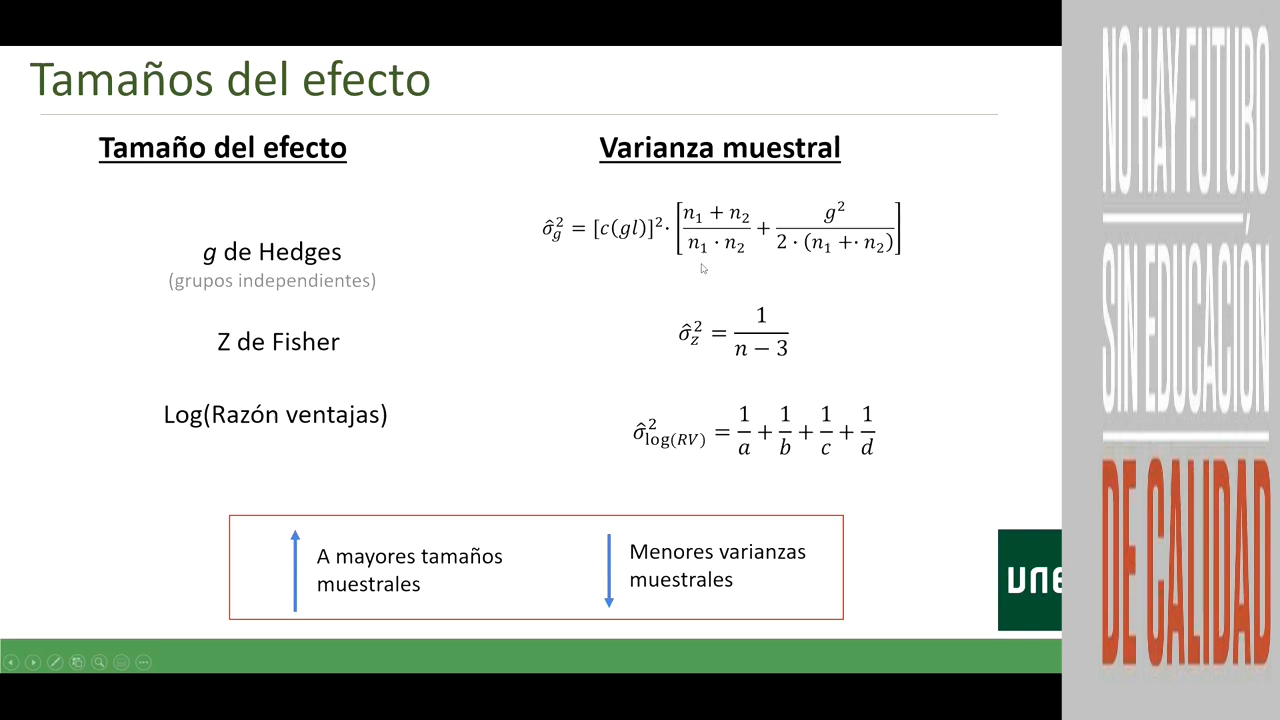 Tamaños del efecto
Tamaño del efecto
Varianza muestral
g de Hedges
(grupos independientes)
σ̂²_g = [c(gl)]²· [(n₁ + n₂)/(n₁ · n₂) + g²/(2 · (n₁ +· n₂))]
Z de Fisher
σ̂²_z = 1/(n − 3)
Log(Razón ventajas)
σ̂²_log(RV) = 1/a + 1/b + 1/c + 1/d
A mayores tamaños
muestrales
Menores varianzas
muestrales
NO HAY FUTURO
SIN EDUCACIÓN
DE CALIDAD